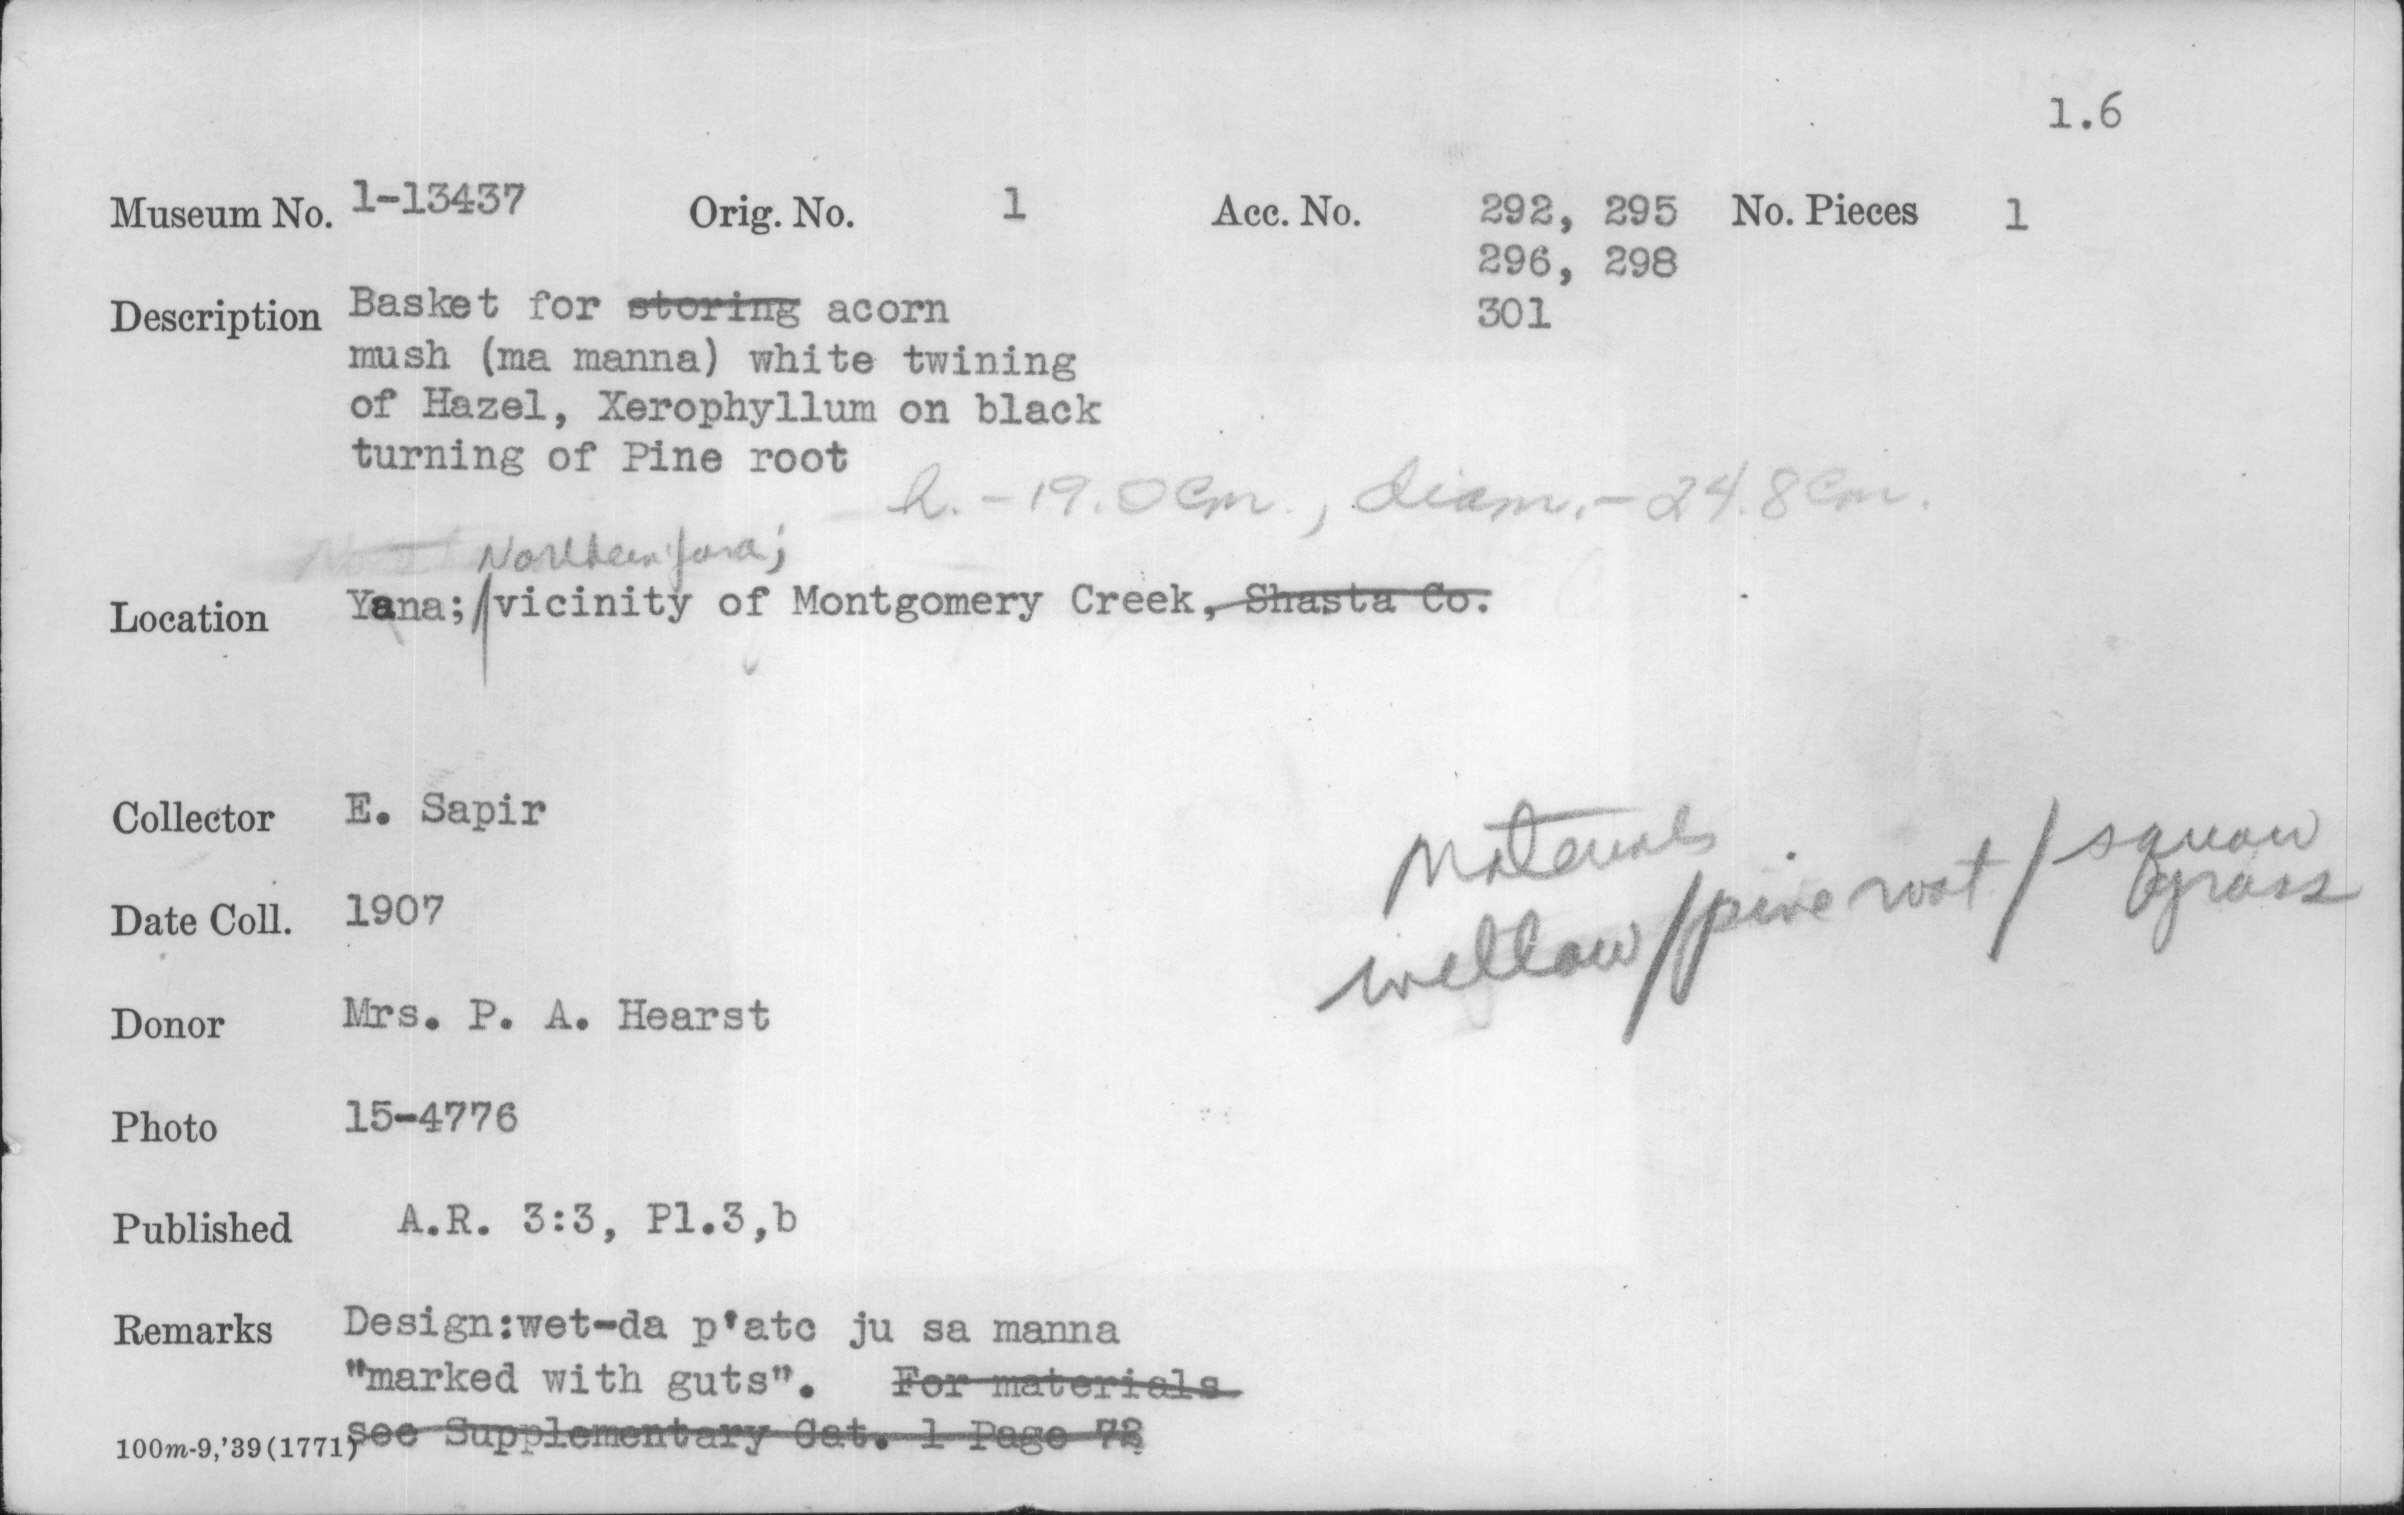 1.6
Museum No. 1-13437 Orig. No. 1 Acc. No. 292, 295 No. Pieces 1
296, 298
301
Description Basket for storing acorn
mush (ma manna) white twining
of Hazel, Xerophyllum on black
turning of Pine root
h. - 19.0 cm., diam. - 24.8 cm.
Northern Yana;
Location Yana; / vicinity of Montgomery Creek, Shasta Co.
Collector E. Sapir
Materials
willow / pine root / squaw
grass
Date Coll. 1907
Donor Mrs. P. A. Hearst
Photo 15-4776
Published A.R. 3:3, Pl.3,b
Remarks Design:wet-da p'atc ju sa manna
"marked with guts". For materials
see Supplementary Cat. 1 Page
100m-9,'39(1771)